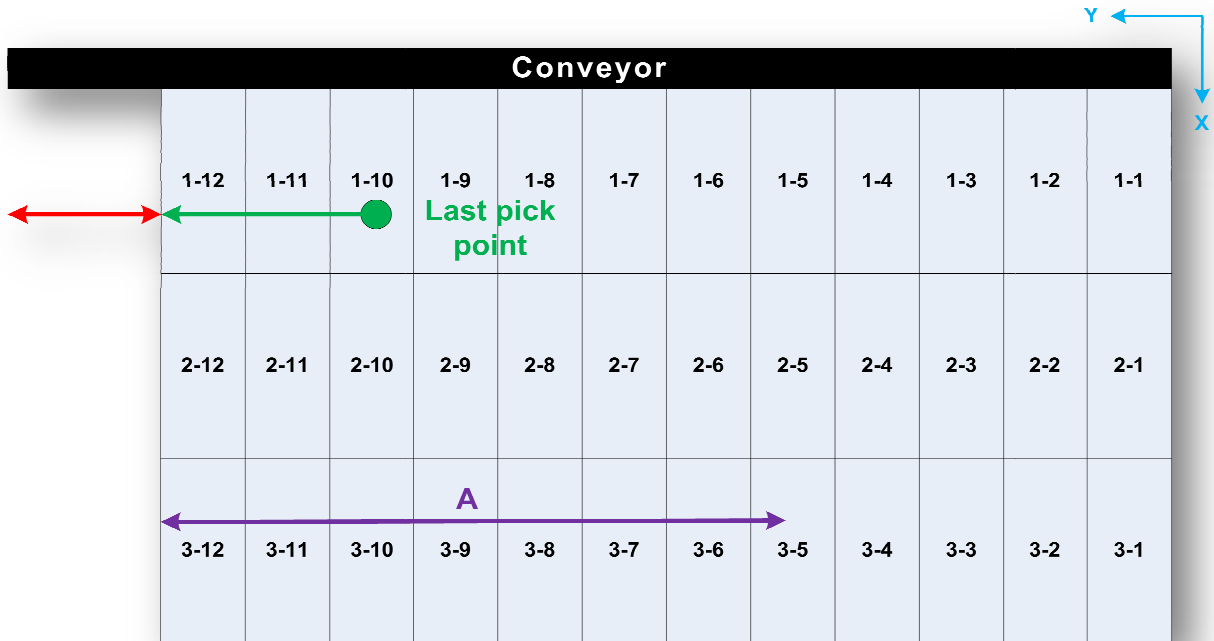 Y
Conveyor
X
1-12 1-11 1-10 1-9 1-8 1-7 1-6 1-5 1-4 1-3 1-2 1-1
Last pick
point
2-12 2-11 2-10 2-9 2-8 2-7 2-6 2-5 2-4 2-3 2-2 2-1
A
3-12 3-11 3-10 3-9 3-8 3-7 3-6 3-5 3-4 3-3 3-2 3-1